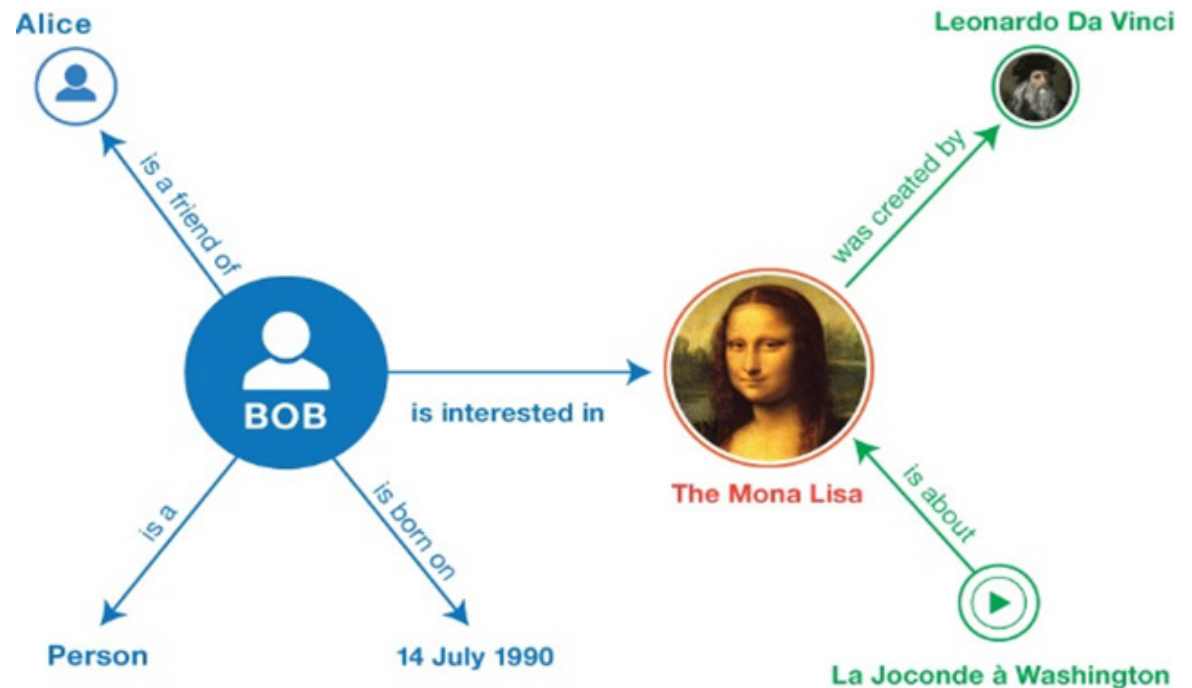 Alice
Leonardo Da Vinci
is a friend of
was created by
BOB
is interested in
The Mona Lisa
is a
is born on
is about
Person
14 July 1990
La Joconde à Washington